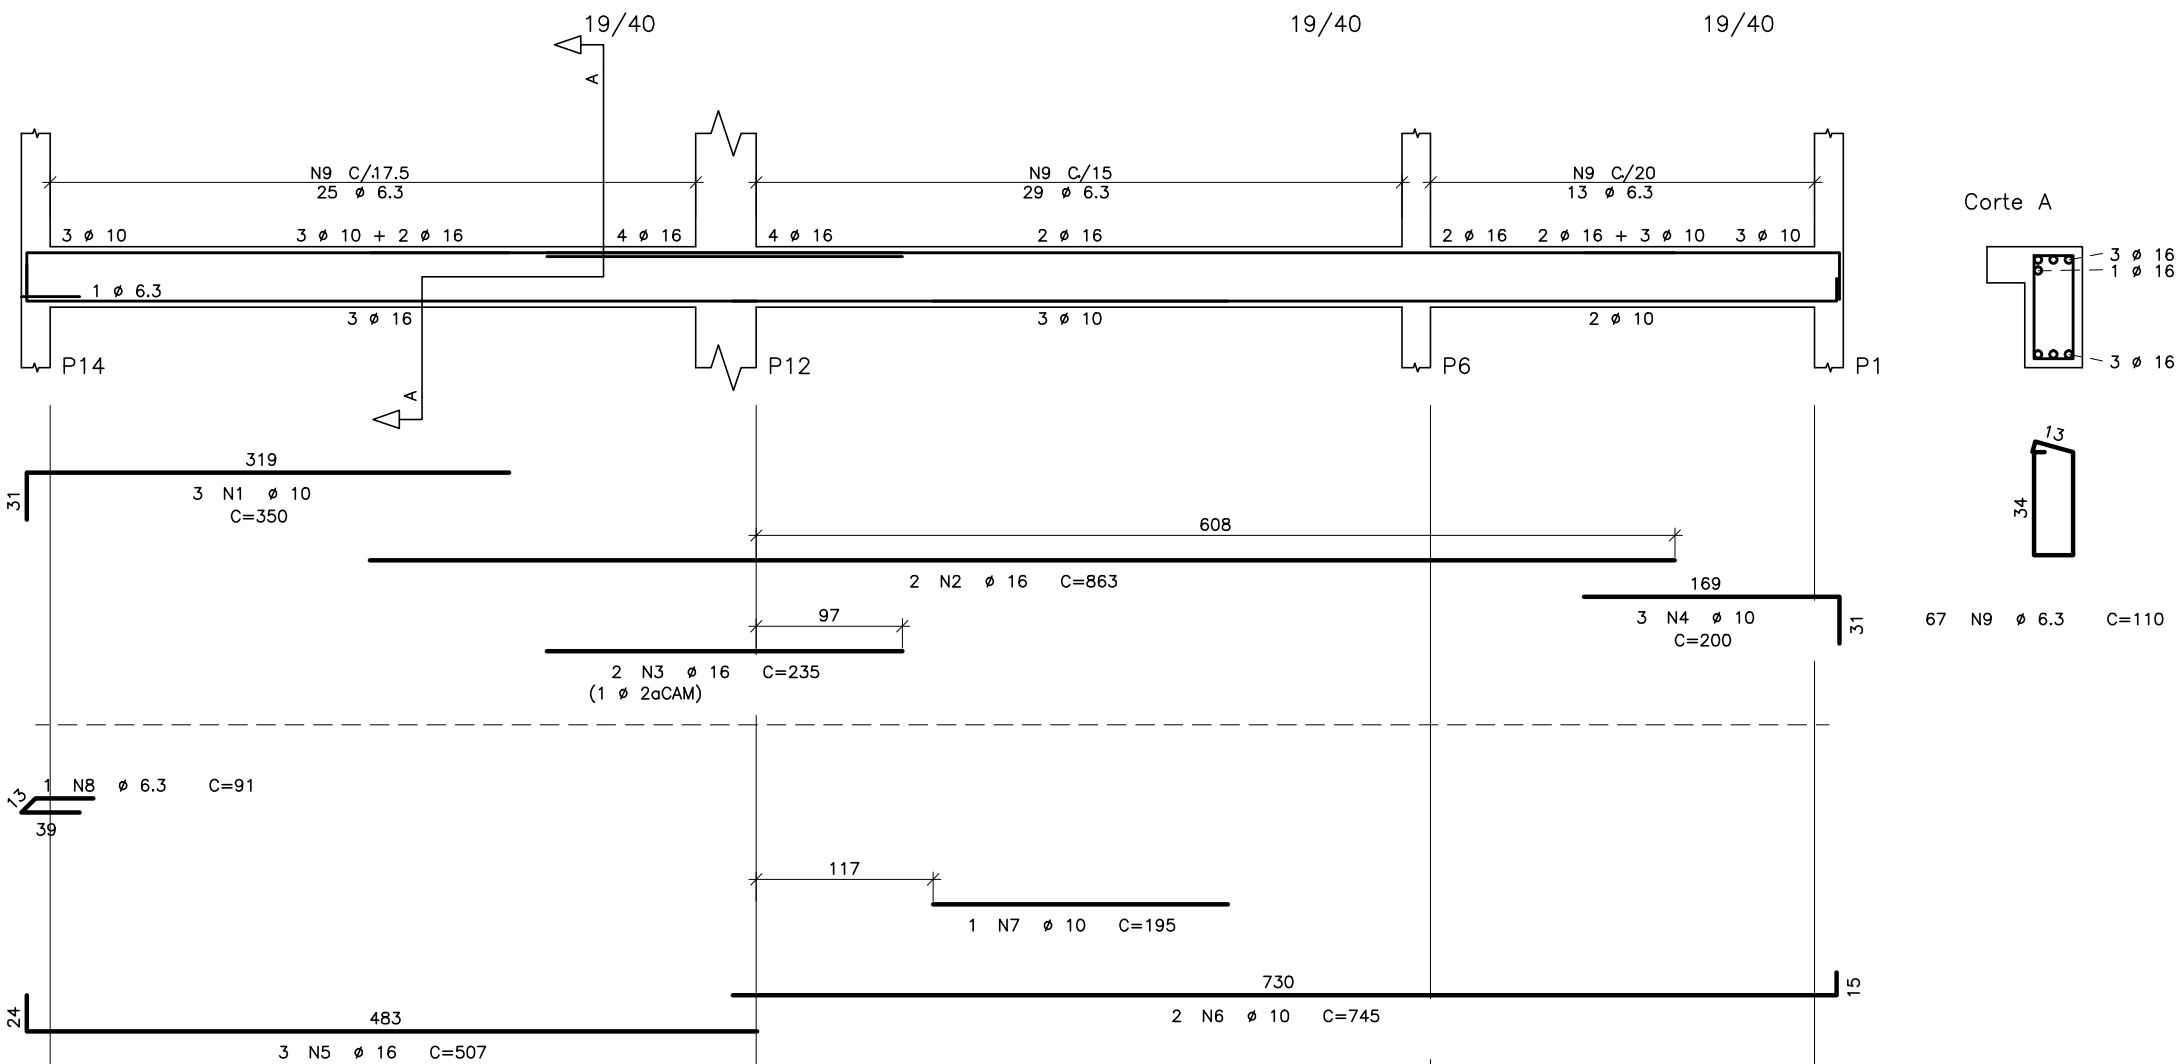 19/40 19/40 19/40
A
N9 C/17.5 N9 C/15 N9 C/20
25 ø 6.3 29 ø 6.3 13 ø 6.3
Corte A
3 ø 10 3 ø 10 + 2 ø 16 4 ø 16 4 ø 16 2 ø 16 2 ø 16 2 ø 16 + 3 ø 10 3 ø 10
3 ø 16
1 ø 16
1 ø 6.3
3 ø 16 3 ø 10 2 ø 10
3 ø 16
P14 P12 P6 P1
A
13
34
319
31
3 N1 ø 10
C=350
608
2 N2 ø 16 C=863
169
3 N4 ø 10
C=200
31
67 N9 ø 6.3 C=110
97
2 N3 ø 16 C=235
(1 ø 2aCAM)
1 N8 ø 6.3 C=91
13
39
117
1 N7 ø 10 C=195
730
15
2 N6 ø 10 C=745
24
483
3 N5 ø 16 C=507